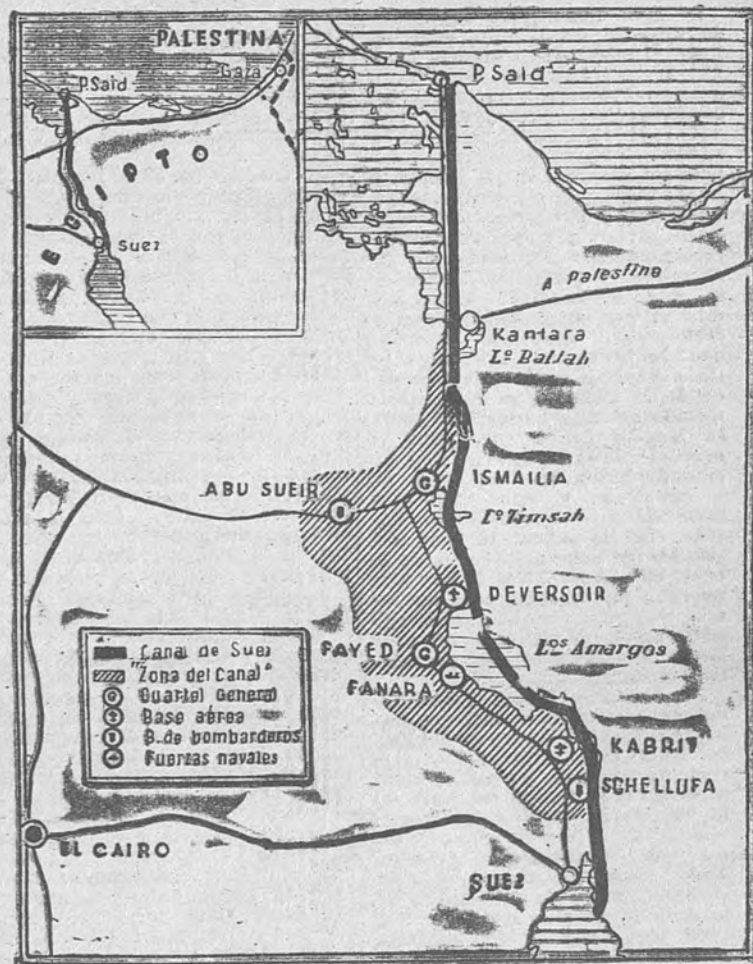 PALESTINA
Gaza
P. Said
EGIPTO
Suez
P. Said
A Palestina
Kantara
Lº Ballah
ISMAILIA
G
ABU SUEIR
B
Lº Timsah
DEVERSOIR
FAYED
G
FANARA
Los Amargos
KABRIT
B
SCHELLUFA
Canal de Suez
"Zona del Canal"
G Cuartel General
Base aérea
B B. de bombarderos
Fuerzas navales
EL CAIRO
SUEZ